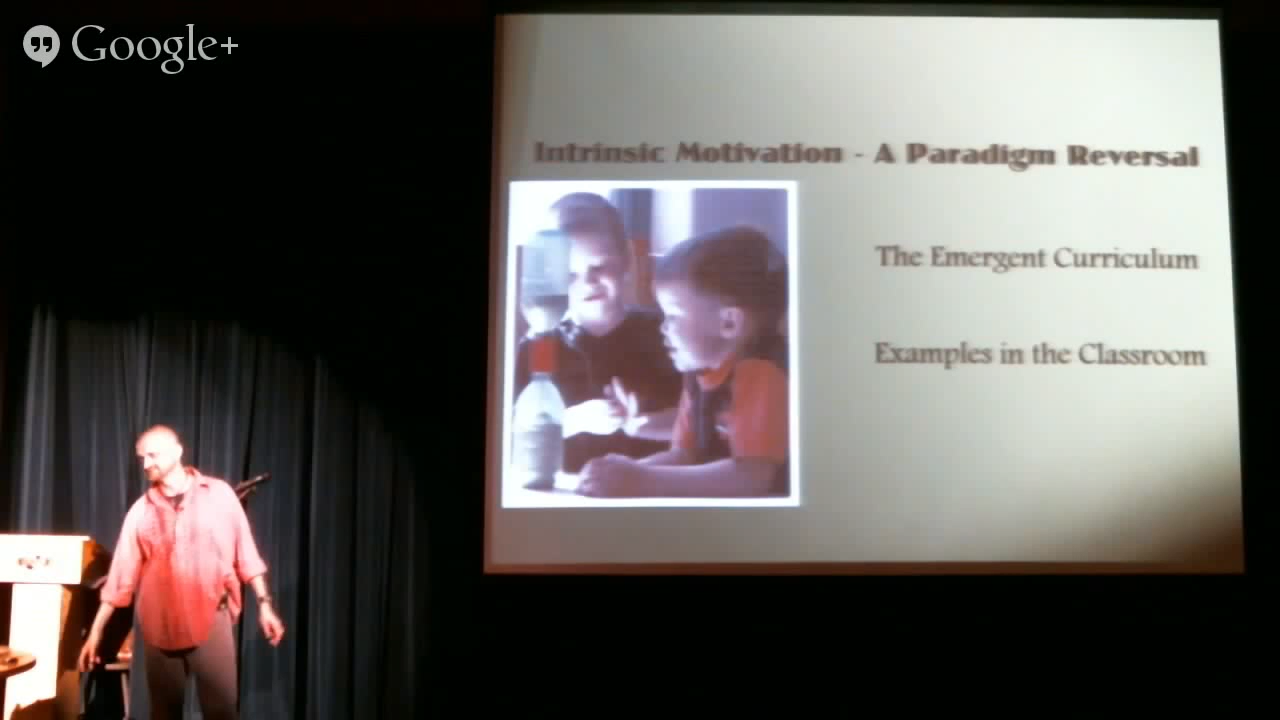 Google+
Intrinsic Motivation - A Paradigm Reversal
The Emergent Curriculum
Examples in the Classroom